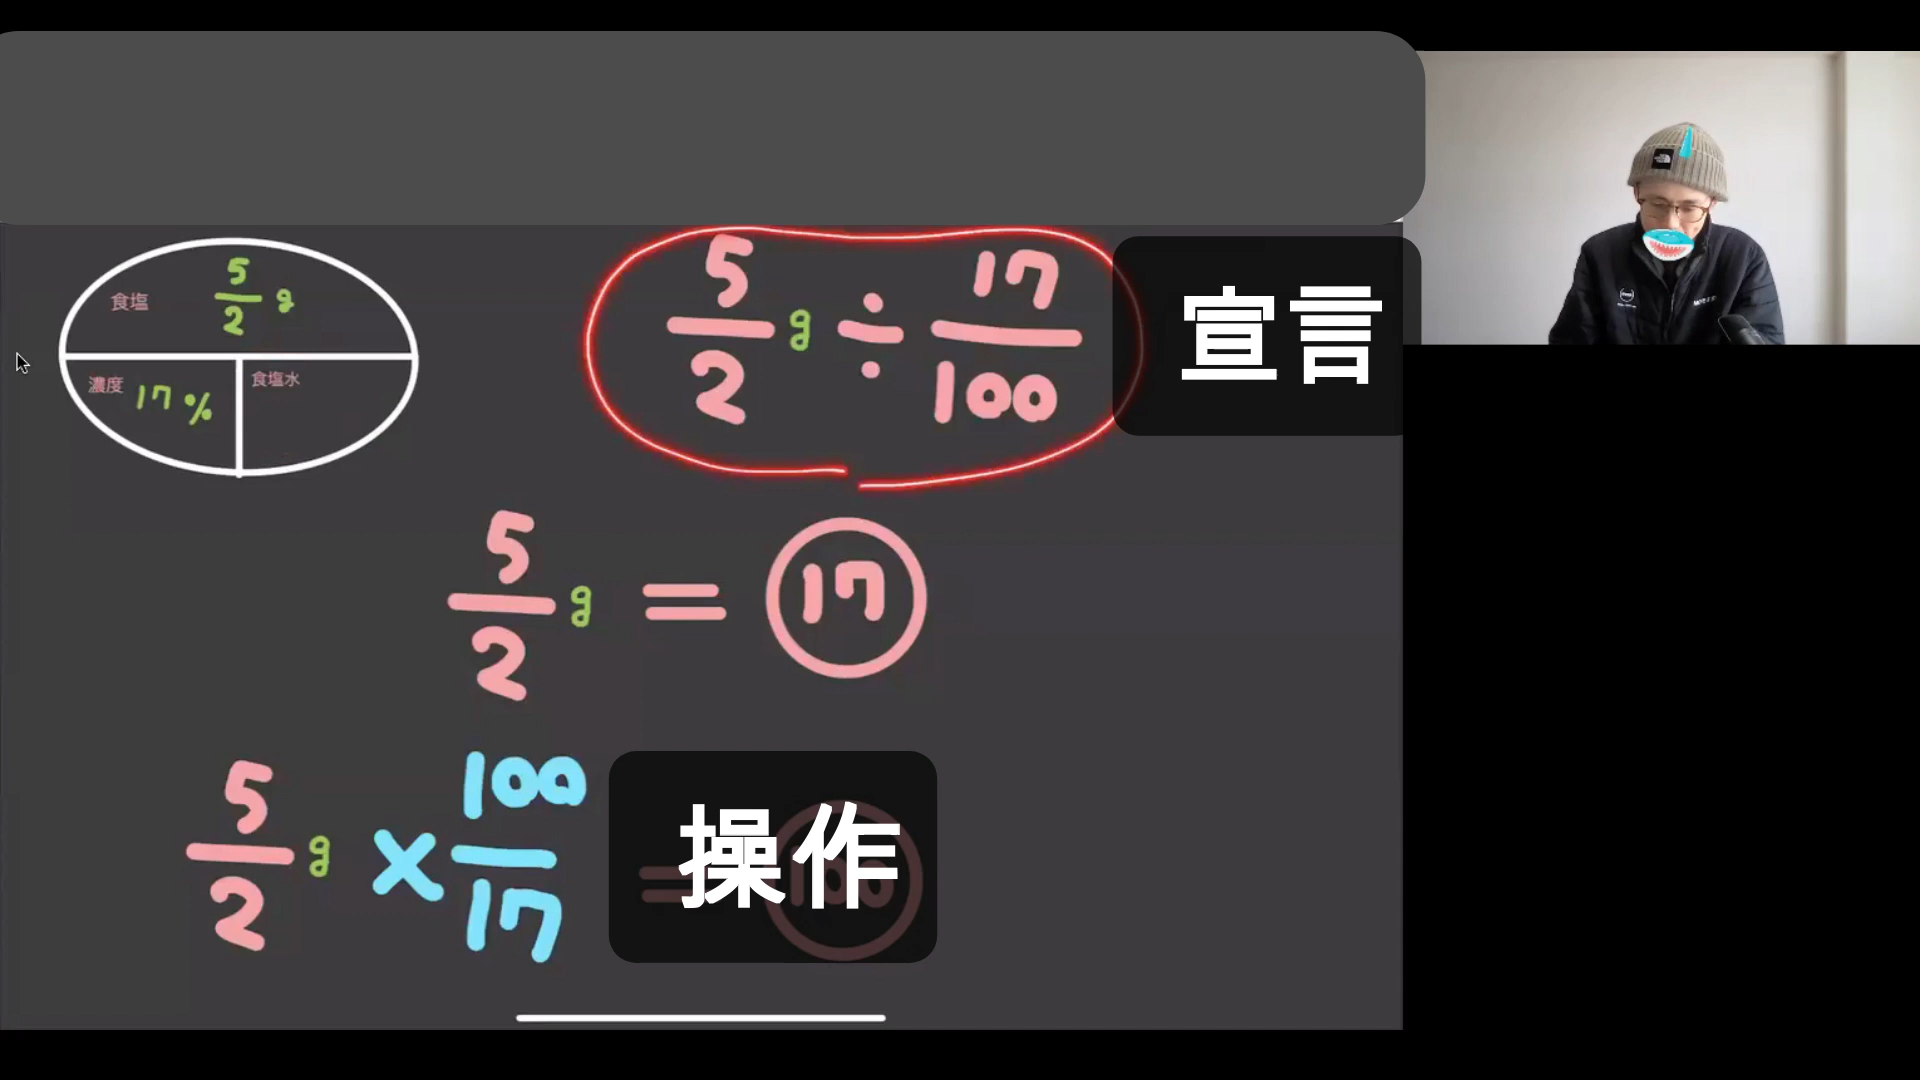 食塩 5/2 g
濃度 17%
食塩水
5/2 g ÷ 17/100
宣言
5/2 g = 17
5/2 g × 100/17 = 100
操作